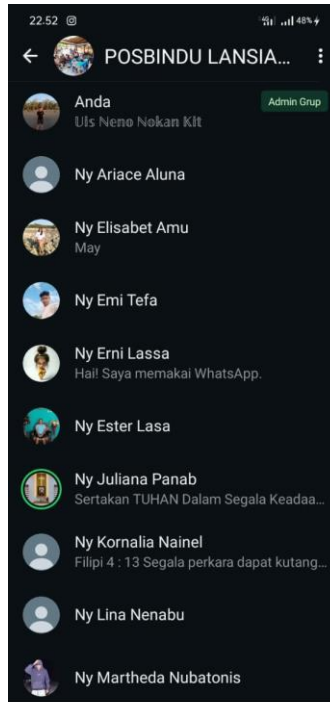 22.52 48%
POSBINDU LANSIA...
Anda Admin Grup
𝕌𝕚𝕤 ℕ𝕖𝕟𝕠 ℕ𝕠𝕜𝕒𝕟 𝕂𝕚𝕥
Ny Ariace Aluna
Ny Elisabet Amu
May
Ny Emi Tefa
Ny Erni Lassa
Hai! Saya memakai WhatsApp.
Ny Ester Lasa
Ny Juliana Panab
Sertakan TUHAN Dalam Segala Keadaa...
Ny Kornalia Nainel
Filipi 4 : 13 Segala perkara dapat kutang...
Ny Lina Nenabu
Ny Martheda Nubatonis